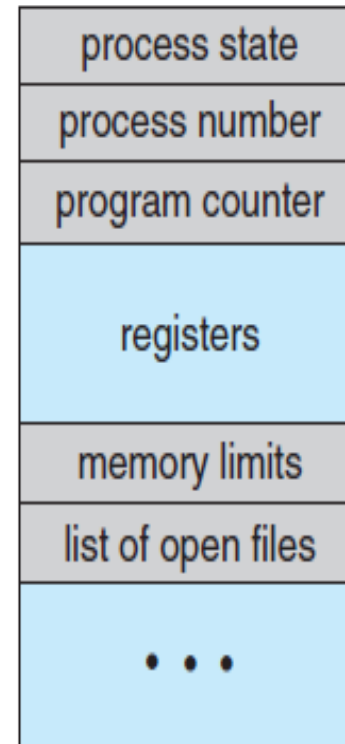 process state
process number
program counter
registers
memory limits
list of open files
• • •